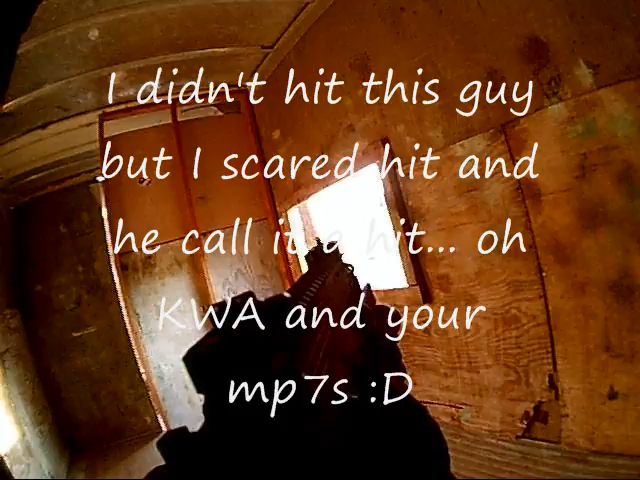 I didn't hit this guy
but I scared hit and
he call it a hit... oh
KWA and your
mp7s :D